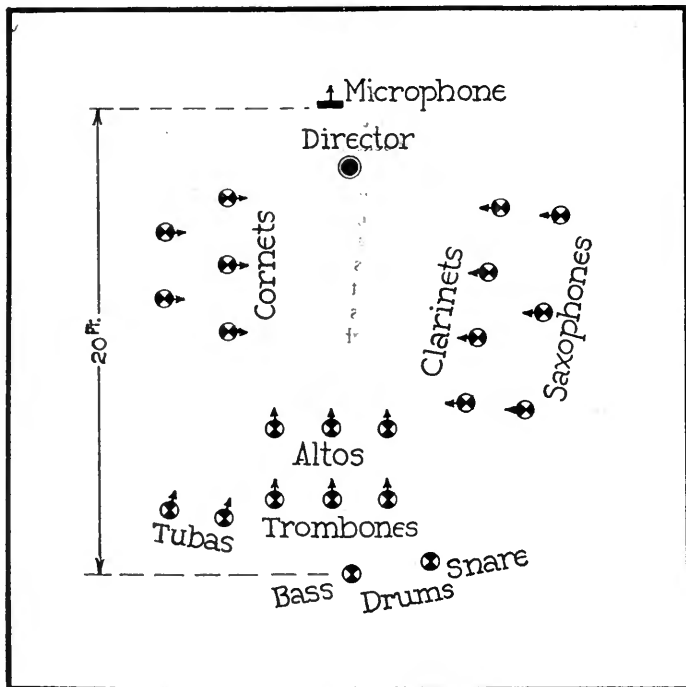 Microphone
Director
Cornets
Clarinets
Saxophones
20 FT.
Altos
Tubas
Trombones
Bass Drums Snare